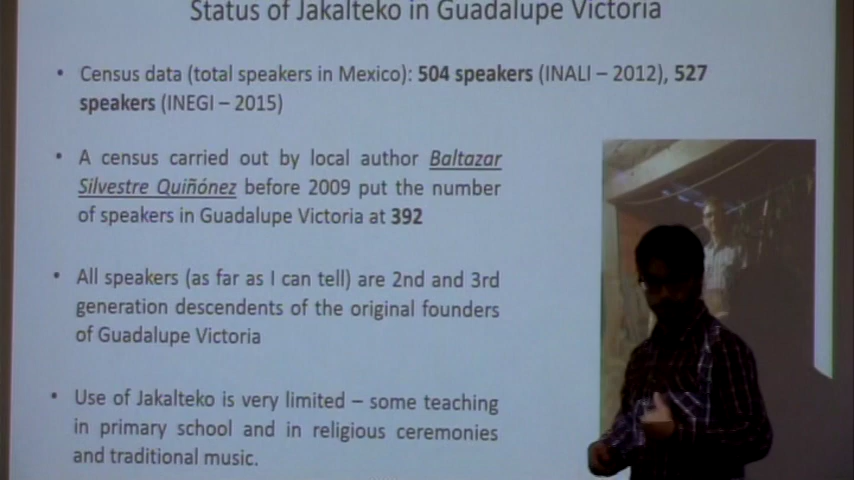 Status of Jakalteko in Guadalupe Victoria
• Census data (total speakers in Mexico): 504 speakers (INALI – 2012), 527
speakers (INEGI – 2015)
• A census carried out by local author Baltazar
Silvestre Quiñónez before 2009 put the number
of speakers in Guadalupe Victoria at 392
• All speakers (as far as I can tell) are 2nd and 3rd
generation descendents of the original founders
of Guadalupe Victoria
• Use of Jakalteko is very limited – some teaching
in primary school and in religious ceremonies
and traditional music.